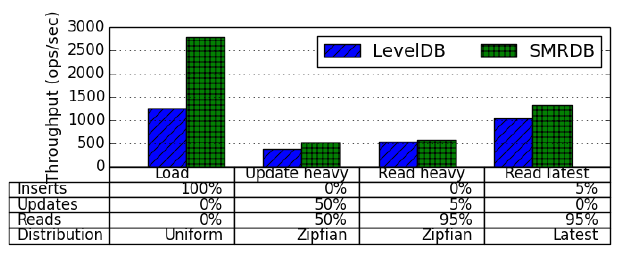 Throughput (ops/sec)
3000
2500
2000
1500
1000
500
0
LevelDB SMRDB
Load Update heavy Read heavy Read latest
Inserts 100% 0% 0% 5%
Updates 0% 50% 5% 0%
Reads 0% 50% 95% 95%
Distribution Uniform Zipfian Zipfian Latest